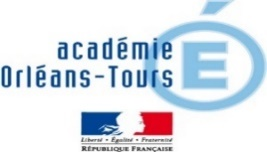 académie
Orléans-Tours
É
Liberté • Égalité • Fraternité
RÉPUBLIQUE FRANÇAISE